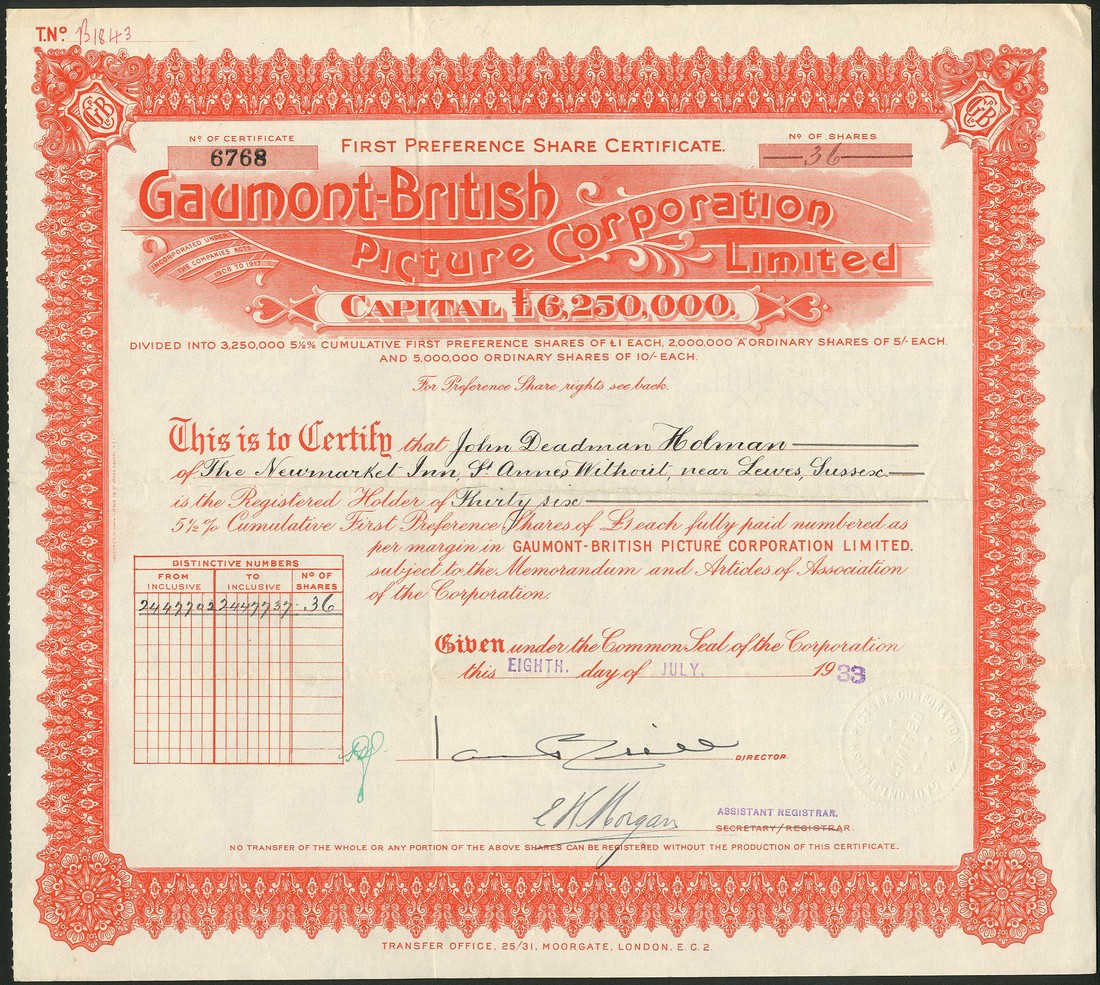 T.Nº B1843
Nº OF CERTIFICATE
6768
FIRST PREFERENCE SHARE CERTIFICATE.
Nº OF SHARES
36
GAUMONT-BRITISH
PICTURE CORPORATION
LIMITED
INCORPORATED UNDER
THE COMPANIES ACTS
1908 TO 1917
CAPITAL £6,250,000.
DIVIDED INTO 3,250,000 5½% CUMULATIVE FIRST PREFERENCE SHARES OF £1 EACH, 2,000,000 "A" ORDINARY SHARES OF 5/- EACH.
AND 5,000,000 ORDINARY SHARES OF 10/- EACH.
For Preference Share rights see back.
This is to Certify that John Deadman Holman
of The Newmarket Inn, St Annes Without, near Lewes, Sussex
is the Registered Holder of Thirty six
5½% Cumulative First Preference Shares of £1 each fully paid numbered as
per margin in GAUMONT-BRITISH PICTURE CORPORATION LIMITED.
subject to the Memorandum and Articles of Association
of the Corporation.
DISTINCTIVE NUMBERS
FROM INCLUSIVE TO INCLUSIVE Nº OF SHARES
2447702 2447737 36
Given under the Common Seal of the Corporation
this EIGHTH. day of JULY. 1933
DIRECTOR.
E H Morgan
ASSISTANT REGISTRAR.
SECRETARY/REGISTRAR.
GAUMONT-BRITISH PICTURE CORPORATION
LIMITED
NO TRANSFER OF THE WHOLE OR ANY PORTION OF THE ABOVE SHARES CAN BE REGISTERED WITHOUT THE PRODUCTION OF THIS CERTIFICATE.
TRANSFER OFFICE, 25/31, MOORGATE, LONDON, E.C.2.